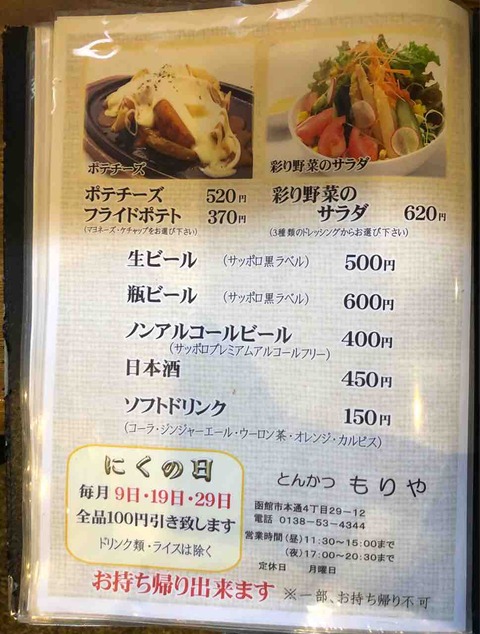 ポテチーズ
彩り野菜のサラダ
ポテチーズ 520円
フライドポテト 370円
(マヨネーズ・ケチャップをお選び下さい)
彩り野菜の
サラダ 620円
(3種類のドレッシングからお選び下さい)
生ビール (サッポロ黒ラベル) 500円
瓶ビール (サッポロ黒ラベル) 600円
ノンアルコールビール 400円
(サッポロプレミアムアルコールフリー)
日本酒 450円
ソフトドリンク 150円
(コーラ・ジンジャーエール・ウーロン茶・オレンジ・カルピス)
にくの日
毎月 9日・19日・29日
全品100円引き致します
ドリンク類・ライスは除く
とんかつ もりや
函館市本通4丁目29−12
電話 0138−53−4344
営業時間 (昼) 11:30〜15:00まで
(夜) 17:00〜20:30まで
定休日 月曜日
お持ち帰り出来ます ※一部、お持ち帰り不可